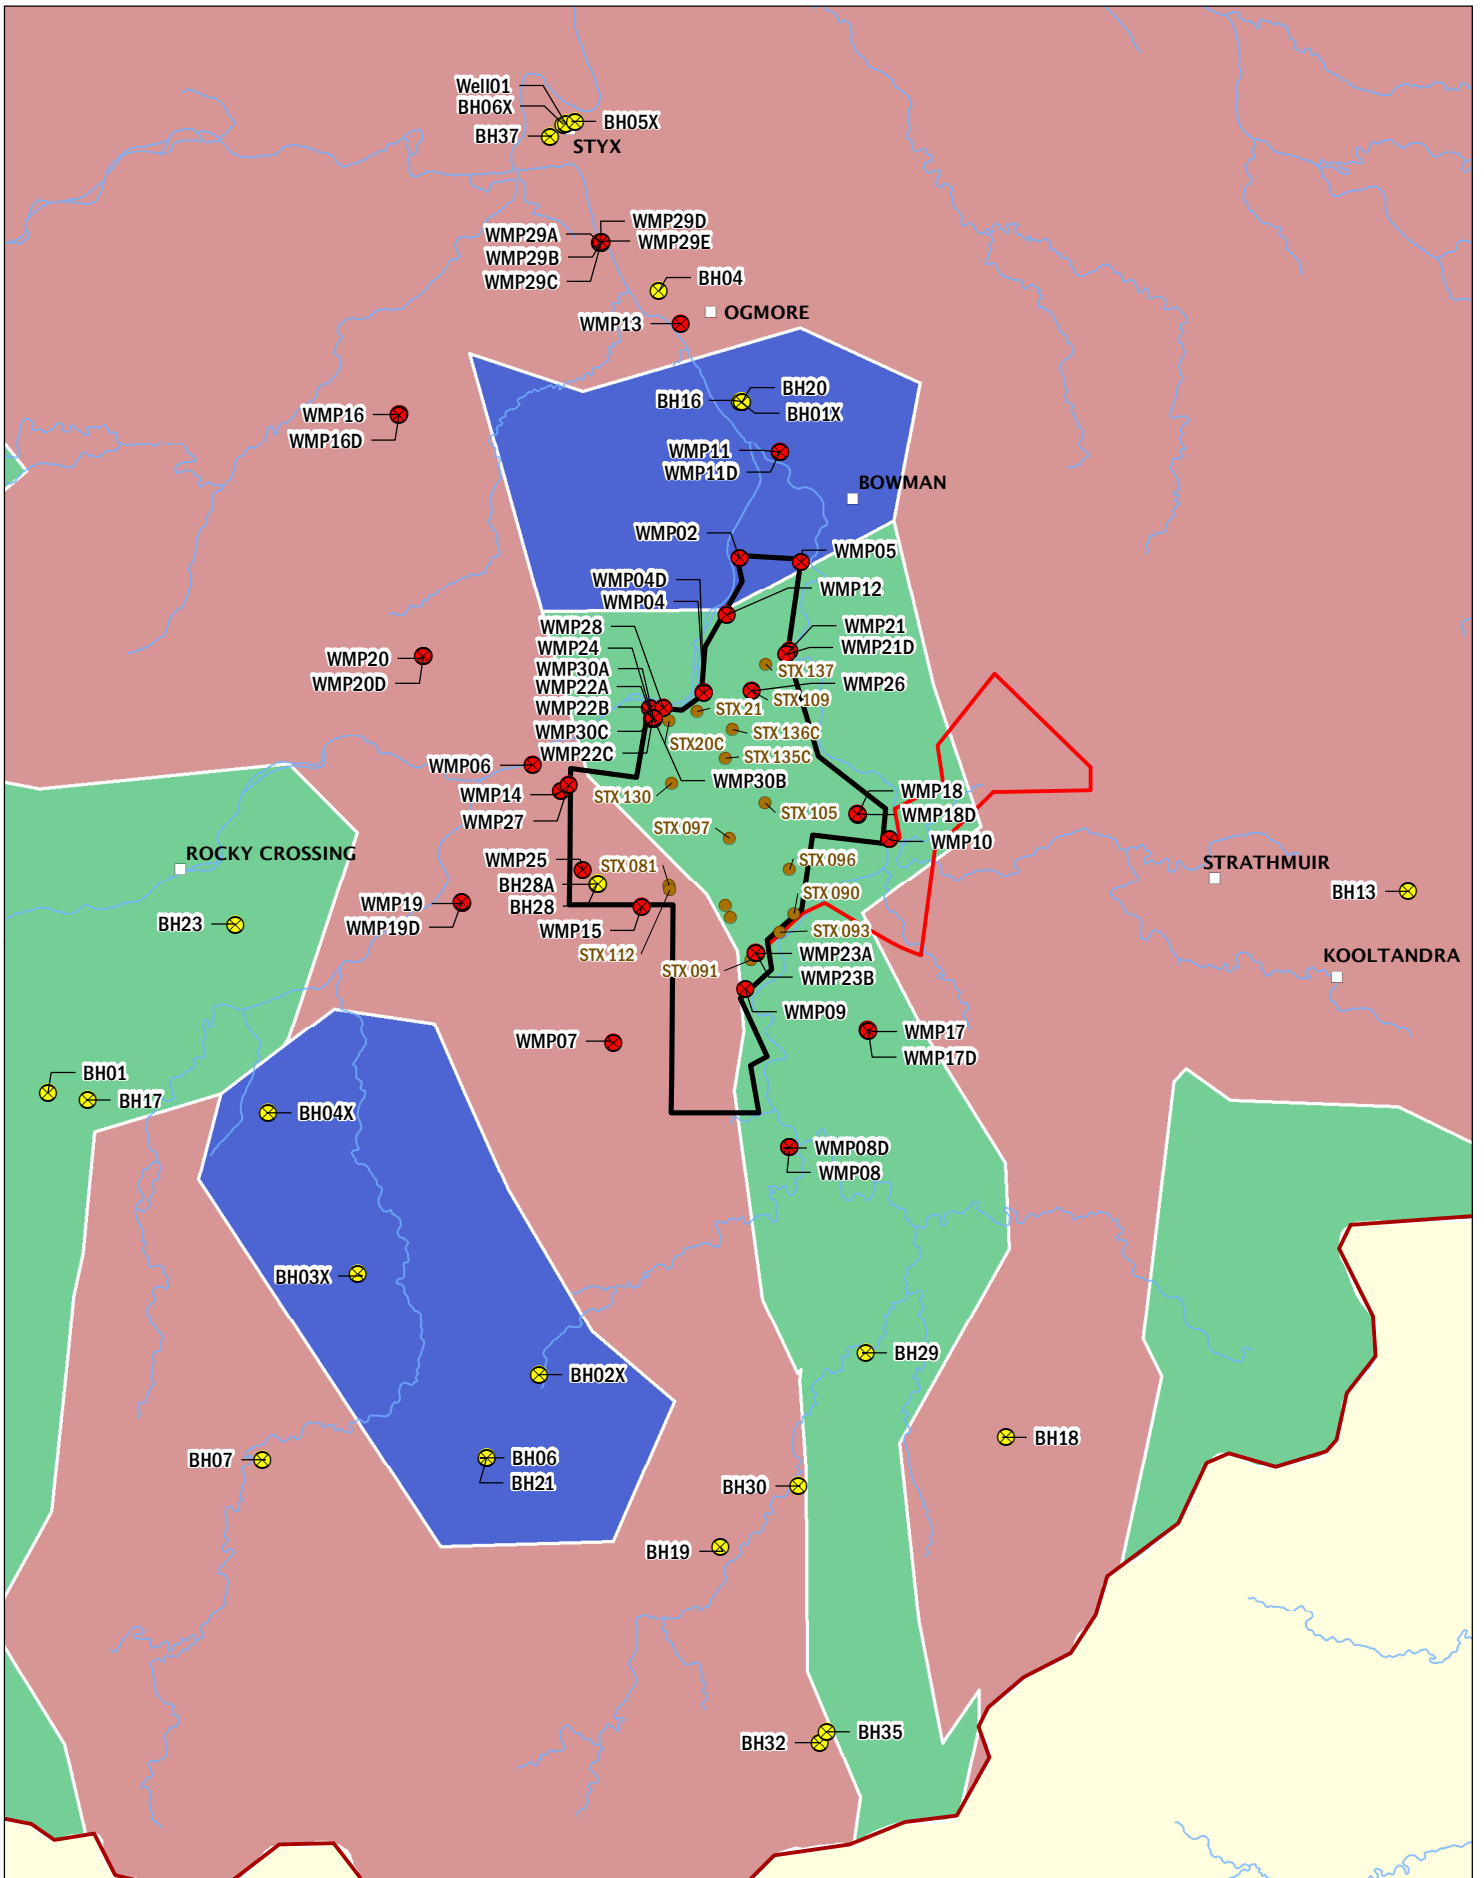 Well01
BH06X
BH05X
BH37
STYX
WMP29D
WMP29A
WMP29E
WMP29B
WMP29C
BH04
OGMORE
WMP13
BH20
BH16
BH01X
WMP16
WMP16D
WMP11
WMP11D
BOWMAN
WMP02
WMP05
WMP04D
WMP12
WMP04
WMP28
WMP21
WMP24
WMP21D
WMP20
WMP30A
STX 137
WMP20D
WMP26
WMP22A
STX 109
WMP22B
STX 21
WMP30C
STX 136C
STX20C
WMP22C
STX 135C
WMP06
WMP30B
WMP14
STX 130
WMP18
STX 105
WMP18D
WMP27
STX 097
WMP10
ROCKY CROSSING
WMP25
STX 096
STRATHMUIR
STX 081
BH28A
BH13
WMP19
BH28
STX 090
BH23
WMP19D
WMP15
STX 093
STX 112
WMP23A
KOOLTANDRA
STX 091
WMP23B
WMP09
WMP17
WMP07
WMP17D
BH01
BH17
BH04X
WMP08D
WMP08
BH03X
BH29
BH02X
BH18
BH06
BH07
BH21
BH30
BH19
BH35
BH32